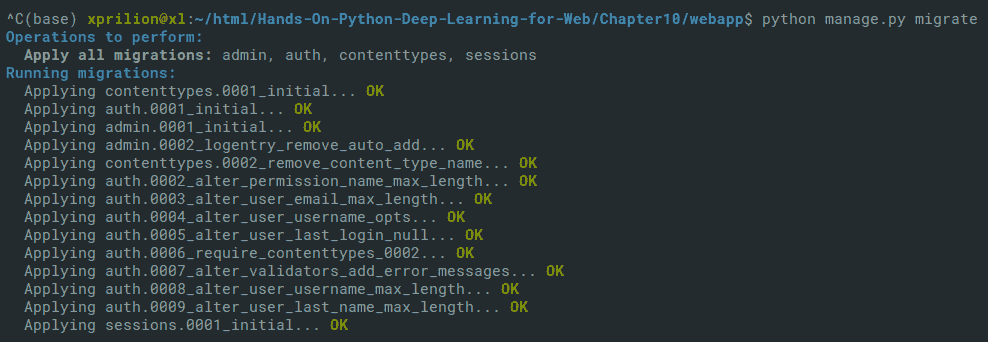 ^C(base) xprilion@xl:~/html/Hands-On-Python-Deep-Learning-for-Web/Chapter10/webapp$ python manage.py migrate
Operations to perform:
  Apply all migrations: admin, auth, contenttypes, sessions
Running migrations:
  Applying contenttypes.0001_initial... OK
  Applying auth.0001_initial... OK
  Applying admin.0001_initial... OK
  Applying admin.0002_logentry_remove_auto_add... OK
  Applying contenttypes.0002_remove_content_type_name... OK
  Applying auth.0002_alter_permission_name_max_length... OK
  Applying auth.0003_alter_user_email_max_length... OK
  Applying auth.0004_alter_user_username_opts... OK
  Applying auth.0005_alter_user_last_login_null... OK
  Applying auth.0006_require_contenttypes_0002... OK
  Applying auth.0007_alter_validators_add_error_messages... OK
  Applying auth.0008_alter_user_username_max_length... OK
  Applying auth.0009_alter_user_last_name_max_length... OK
  Applying sessions.0001_initial... OK